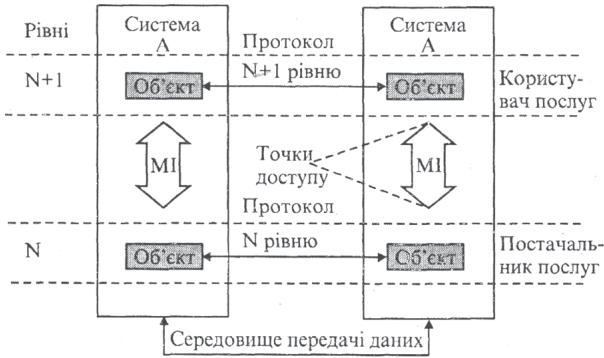 Рівні
Система
А
Протокол
Система
А
N+1
Об’єкт
N+1 рівню
Об’єкт
Користу-
вач послуг
МІ
Точки
доступу
МІ
Протокол
N
Об’єкт
N рівню
Об’єкт
Постачаль-
ник послуг
Середовище передачі даних